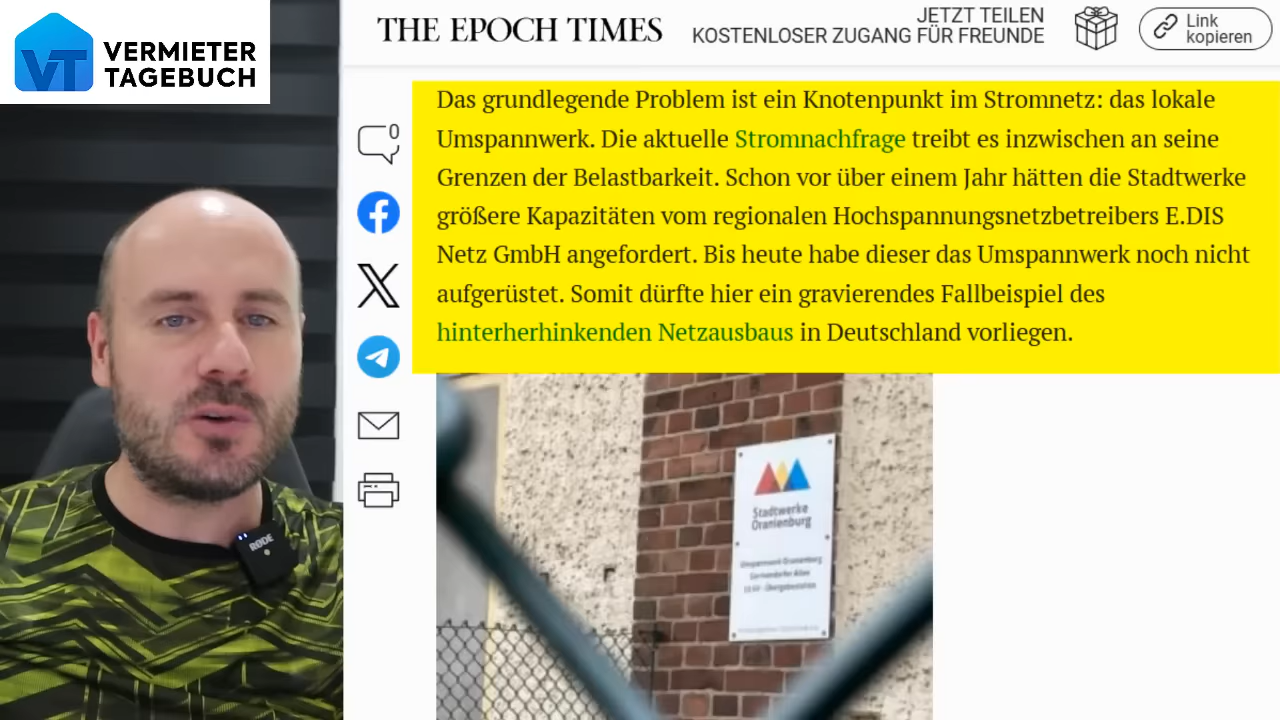 VERMIETER
TAGEBUCH
VT
THE EPOCH TIMES
JETZT TEILEN
KOSTENLOSER ZUGANG FÜR FREUNDE
Link
kopieren
0
Das grundlegende Problem ist ein Knotenpunkt im Stromnetz: das lokale
Umspannwerk. Die aktuelle Stromnachfrage treibt es inzwischen an seine
Grenzen der Belastbarkeit. Schon vor über einem Jahr hätten die Stadtwerke
größere Kapazitäten vom regionalen Hochspannungsnetzbetreibers E.DIS
Netz GmbH angefordert. Bis heute habe dieser das Umspannwerk noch nicht
aufgerüstet. Somit dürfte hier ein gravierendes Fallbeispiel des
hinterherhinkenden Netzausbaus in Deutschland vorliegen.
Stadtwerke
Oranienburg
Umspannwerk Oranienburg
RØDE